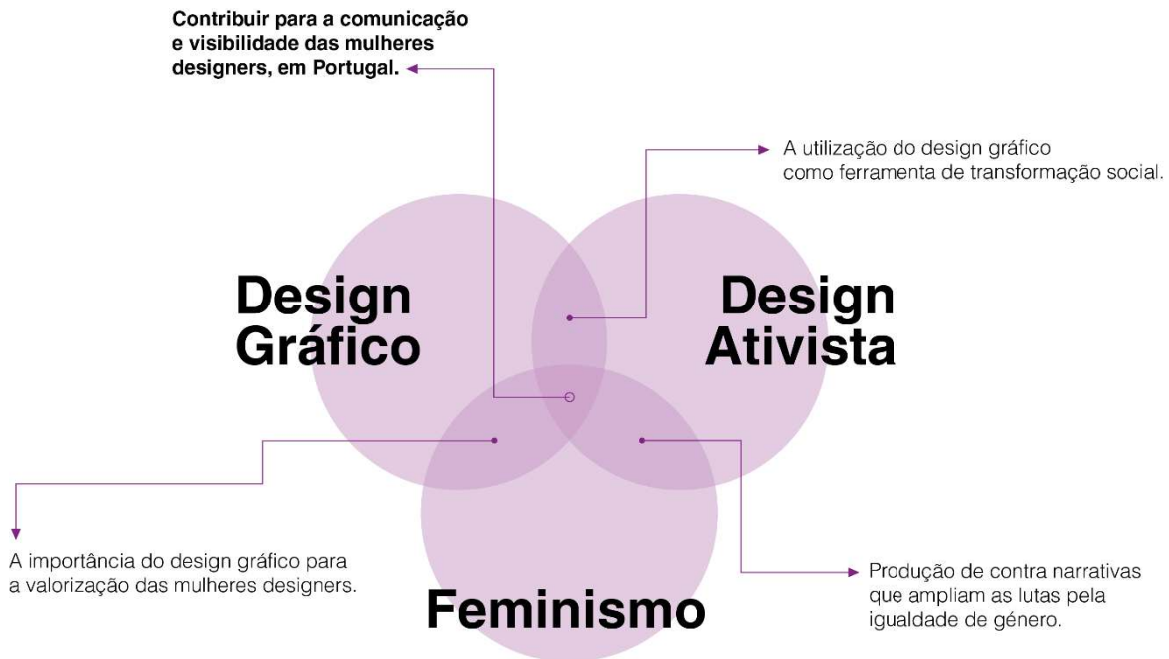 Contribuir para a comunicação
e visibilidade das mulheres
designers, em Portugal.
A utilização do design gráfico
como ferramenta de transformação social.
Design
Gráfico
Design
Ativista
A importância do design gráfico para
a valorização das mulheres designers.
Feminismo
Produção de contra narrativas
que ampliam as lutas pela
igualdade de género.